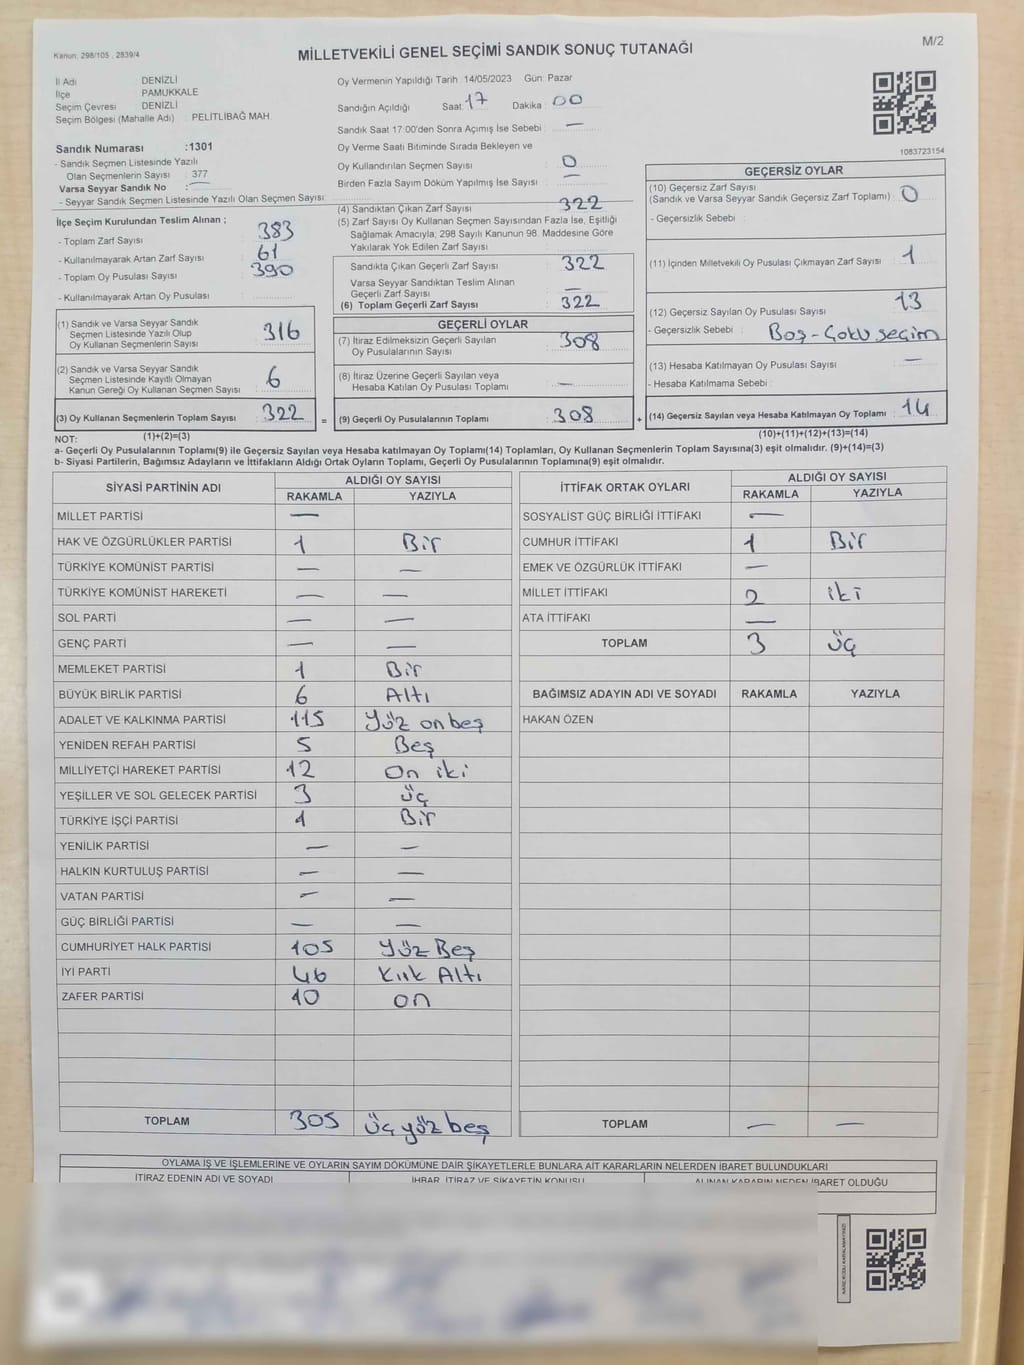 Kanun: 298/105 , 2839/4
MİLLETVEKİLİ GENEL SEÇİMİ SANDIK SONUÇ TUTANAĞI
M/2
İl Adı DENİZLİ
İlçe PAMUKKALE
Seçim Çevresi DENİZLİ
Seçim Bölgesi (Mahalle Adı) : PELİTLİBAĞ MAH.
Sandık Numarası :1301
- Sandık Seçmen Listesinde Yazılı
Olan Seçmenlerin Sayısı : 377
Varsa Seyyar Sandık No : —
- Seyyar Sandık Seçmen Listesinde Yazılı Olan Seçmen Sayısı :
Oy Vermenin Yapıldığı Tarih 14/05/2023 Gün: Pazar
Sandığın Açıldığı Saat: 17 Dakika : 00
Sandık Saat 17:00'den Sonra Açımış İse Sebebi : —
Oy Verme Saati Bitiminde Sırada Bekleyen ve
Oy Kullandırılan Seçmen Sayısı : 0
Birden Fazla Sayım Döküm Yapılmış İse Sayısı : —
1083723154
İlçe Seçim Kurulundan Teslim Alınan ;
- Toplam Zarf Sayısı : 383
- Kullanılmayarak Artan Zarf Sayısı : 61
- Toplam Oy Pusulası Sayısı : 390
- Kullanılmayarak Artan Oy Pusulası :
(1) Sandık ve Varsa Seyyar Sandık
Seçmen Listesinde Yazılı Olup
Oy Kullanan Seçmenlerin Sayısı : 316
(2) Sandık ve Varsa Seyyar Sandık
Seçmen Listesinde Kayıtlı Olmayan
Kanun Gereği Oy Kullanan Seçmen Sayısı : 6
(3) Oy Kullanan Seçmenlerin Toplam Sayısı : 322
(1)+(2)=(3)
(4) Sandıktan Çıkan Zarf Sayısı : 322
(5) Zarf Sayısı Oy Kullanan Seçmen Sayısından Fazla İse, Eşitliği
Sağlamak Amacıyla; 298 Sayılı Kanunun 98. Maddesine Göre
Yakılarak Yok Edilen Zarf Sayısı :
Sandıkta Çıkan Geçerli Zarf Sayısı : 322
Varsa Seyyar Sandıktan Teslim Alınan
Geçerli Zarf Sayısı : —
(6) Toplam Geçerli Zarf Sayısı : 322
GEÇERLİ OYLAR
(7) İtiraz Edilmeksizin Geçerli Sayılan
Oy Pusulalarının Sayısı : 308
(8) İtiraz Üzerine Geçerli Sayılan veya
Hesaba Katılan Oy Pusulası Toplamı : —
= (9) Geçerli Oy Pusulalarının Toplamı : 308
GEÇERSİZ OYLAR
(10) Geçersiz Zarf Sayısı
(Sandık ve Varsa Seyyar Sandık Geçersiz Zarf Toplamı) : 0
- Geçersizlik Sebebi :
(11) İçinden Milletvekili Oy Pusulası Çıkmayan Zarf Sayısı : 1
(12) Geçersiz Sayılan Oy Pusulası Sayısı : 13
- Geçersizlik Sebebi : Boş - Çoklu seçim
(13) Hesaba Katılmayan Oy Pusulası Sayısı : —
- Hesaba Katılmama Sebebi :
+ (14) Geçersiz Sayılan veya Hesaba Katılmayan Oy Toplamı : 14
(10)+(11)+(12)+(13)=(14)
NOT:
a- Geçerli Oy Pusulalarının Toplamı(9) ile Geçersiz Sayılan veya Hesaba katılmayan Oy Toplamı(14) Toplamları, Oy Kullanan Seçmenlerin Toplam Sayısına(3) eşit olmalıdır. (9)+(14)=(3)
b- Siyasi Partilerin, Bağımsız Adayların ve İttifakların Aldığı Ortak Oyların Toplamı, Geçerli Oy Pusulalarının Toplamına(9) eşit olmalıdır.
SİYASİ PARTİNİN ADI ALDIĞI OY SAYISI
RAKAMLA YAZIYLA
MİLLET PARTİSİ —
HAK VE ÖZGÜRLÜKLER PARTİSİ 1 Bir
TÜRKİYE KOMÜNİST PARTİSİ — —
TÜRKİYE KOMÜNİST HAREKETİ — —
SOL PARTİ — —
GENÇ PARTİ — —
MEMLEKET PARTİSİ 1 Bir
BÜYÜK BİRLİK PARTİSİ 6 Altı
ADALET VE KALKINMA PARTİSİ 115 Yüz on beş
YENİDEN REFAH PARTİSİ 5 Beş
MİLLİYETÇİ HAREKET PARTİSİ 12 On iki
YEŞİLLER VE SOL GELECEK PARTİSİ 3 üç
TÜRKİYE İŞÇİ PARTİSİ 1 Bir
YENİLİK PARTİSİ — —
HALKIN KURTULUŞ PARTİSİ — —
VATAN PARTİSİ — —
GÜÇ BİRLİĞİ PARTİSİ — —
CUMHURİYET HALK PARTİSİ 105 Yüz Beş
İYİ PARTİ 46 Kırk Altı
ZAFER PARTİSİ 10 on
TOPLAM 305 üç yüz beş
İTTİFAK ORTAK OYLARI ALDIĞI OY SAYISI
RAKAMLA YAZIYLA
SOSYALİST GÜÇ BİRLİĞİ İTTİFAKI —
CUMHUR İTTİFAKI 1 Bir
EMEK VE ÖZGÜRLÜK İTTİFAKI —
MİLLET İTTİFAKI 2 iki
ATA İTTİFAKI —
TOPLAM 3 üç
BAĞIMSIZ ADAYIN ADI VE SOYADI RAKAMLA YAZIYLA
HAKAN ÖZEN
TOPLAM — —
OYLAMA İŞ VE İŞLEMLERİNE VE OYLARIN SAYIM DÖKÜMÜNE DAİR ŞİKAYETLERLE BUNLARA AİT KARARLARIN NELERDEN İBARET BULUNDUKLARI
İTİRAZ EDENİN ADI VE SOYADI İHBAR, İTİRAZ VE ŞİKAYETİN KONUSU ALINAN KARARIN NEDEN İBARET OLDUĞU